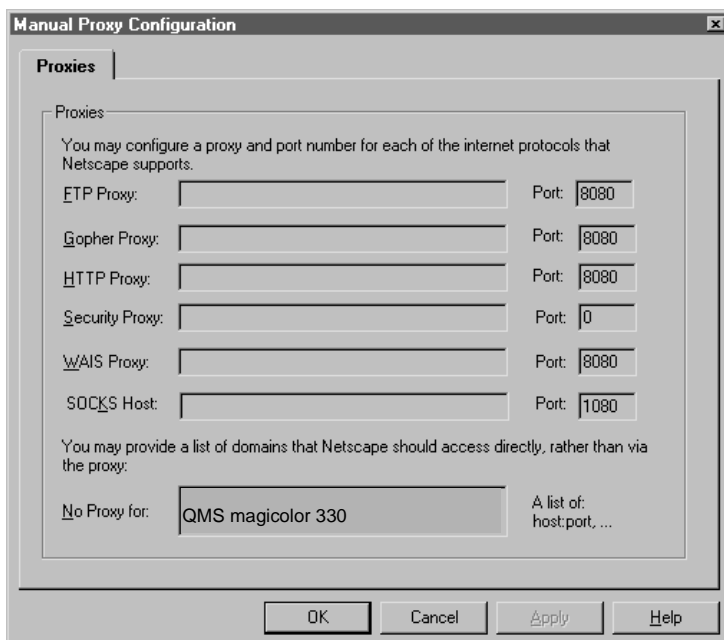 Manual Proxy Configuration
Proxies
Proxies
You may configure a proxy and port number for each of the internet protocols that
Netscape supports.
FTP Proxy: Port: 8080
Gopher Proxy: Port: 8080
HTTP Proxy: Port: 8080
Security Proxy: Port: 0
WAIS Proxy: Port: 8080
SOCKS Host: Port: 1080
You may provide a list of domains that Netscape should access directly, rather than via
the proxy:
No Proxy for: QMS magicolor 330 A list of:
host:port, ...
OK Cancel Apply Help